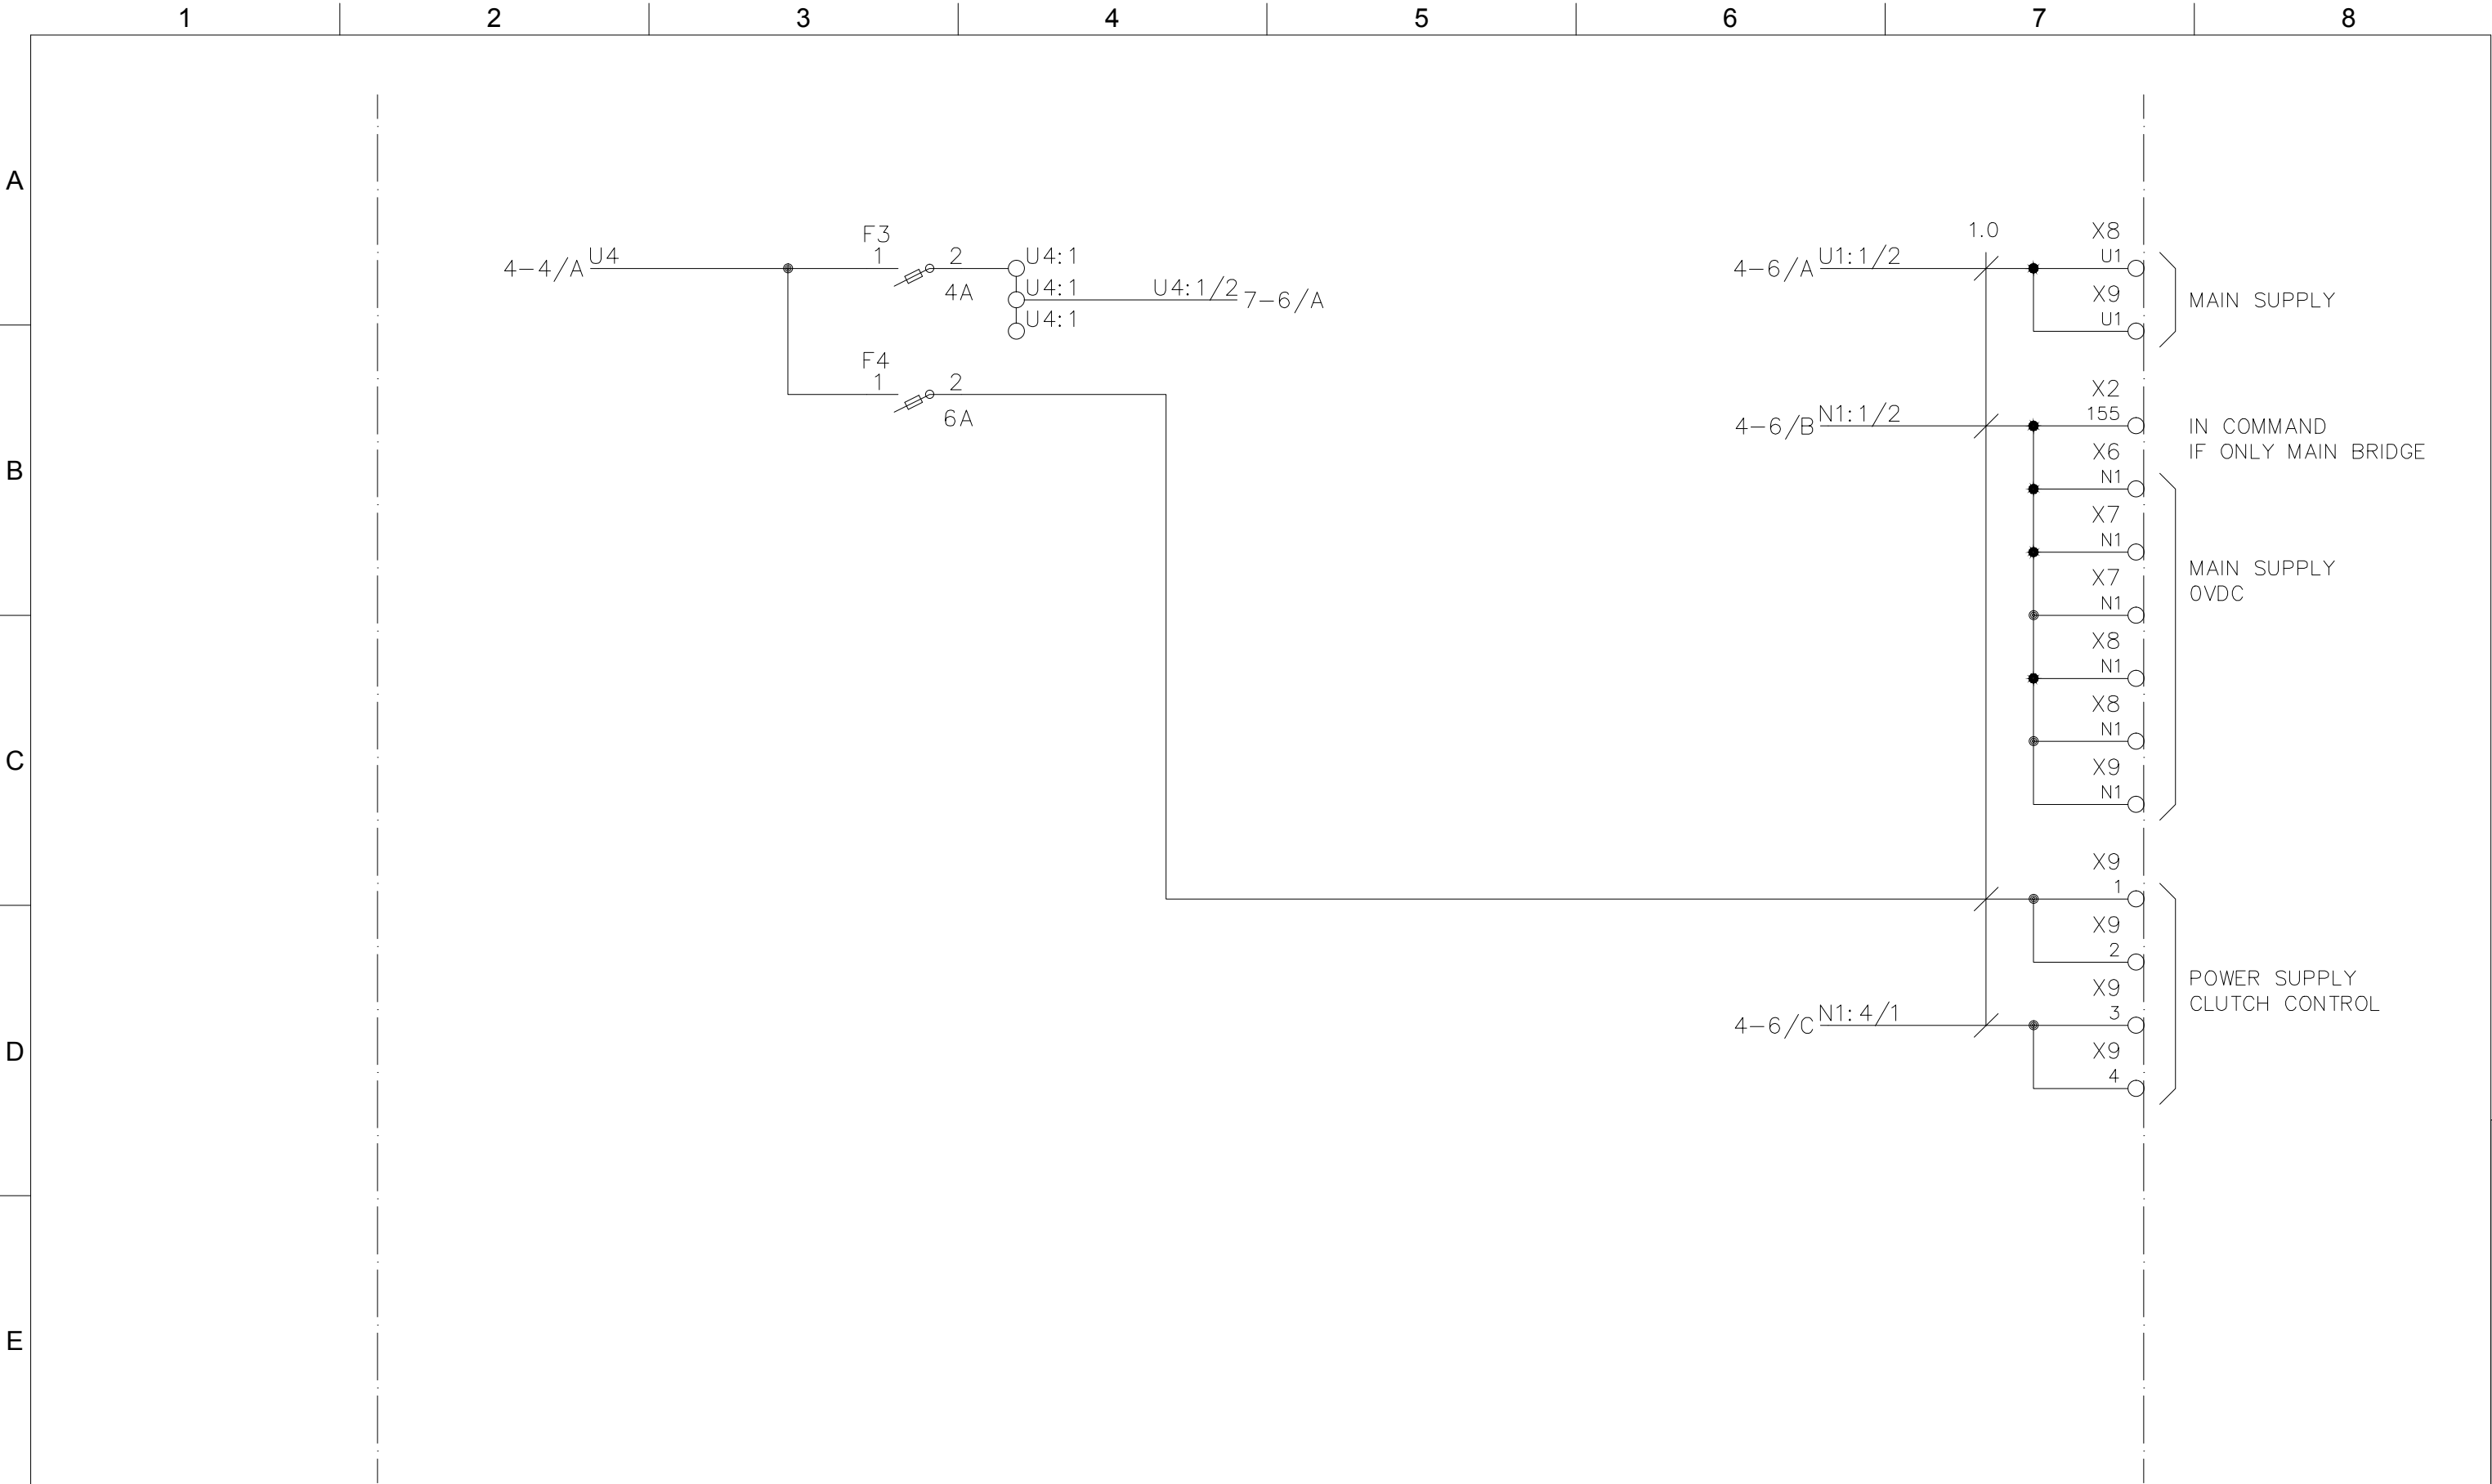 1 2 3 4 5 6 7 8
A
B
C
D
E
4-4/A U4
F3
1 2
4A
U4:1
U4:1
U4:1
U4:1/2 7-6/A
F4
1 2
6A
1.0
4-6/A U1:1/2
X8
U1
X9
U1
MAIN SUPPLY
4-6/B N1:1/2
X2
155
IN COMMAND
IF ONLY MAIN BRIDGE
X6
N1
X7
N1
X7
N1
X8
N1
X8
N1
X9
N1
MAIN SUPPLY
0VDC
X9
1
X9
2
4-6/C N1:4/1
X9
3
X9
4
POWER SUPPLY
CLUTCH CONTROL